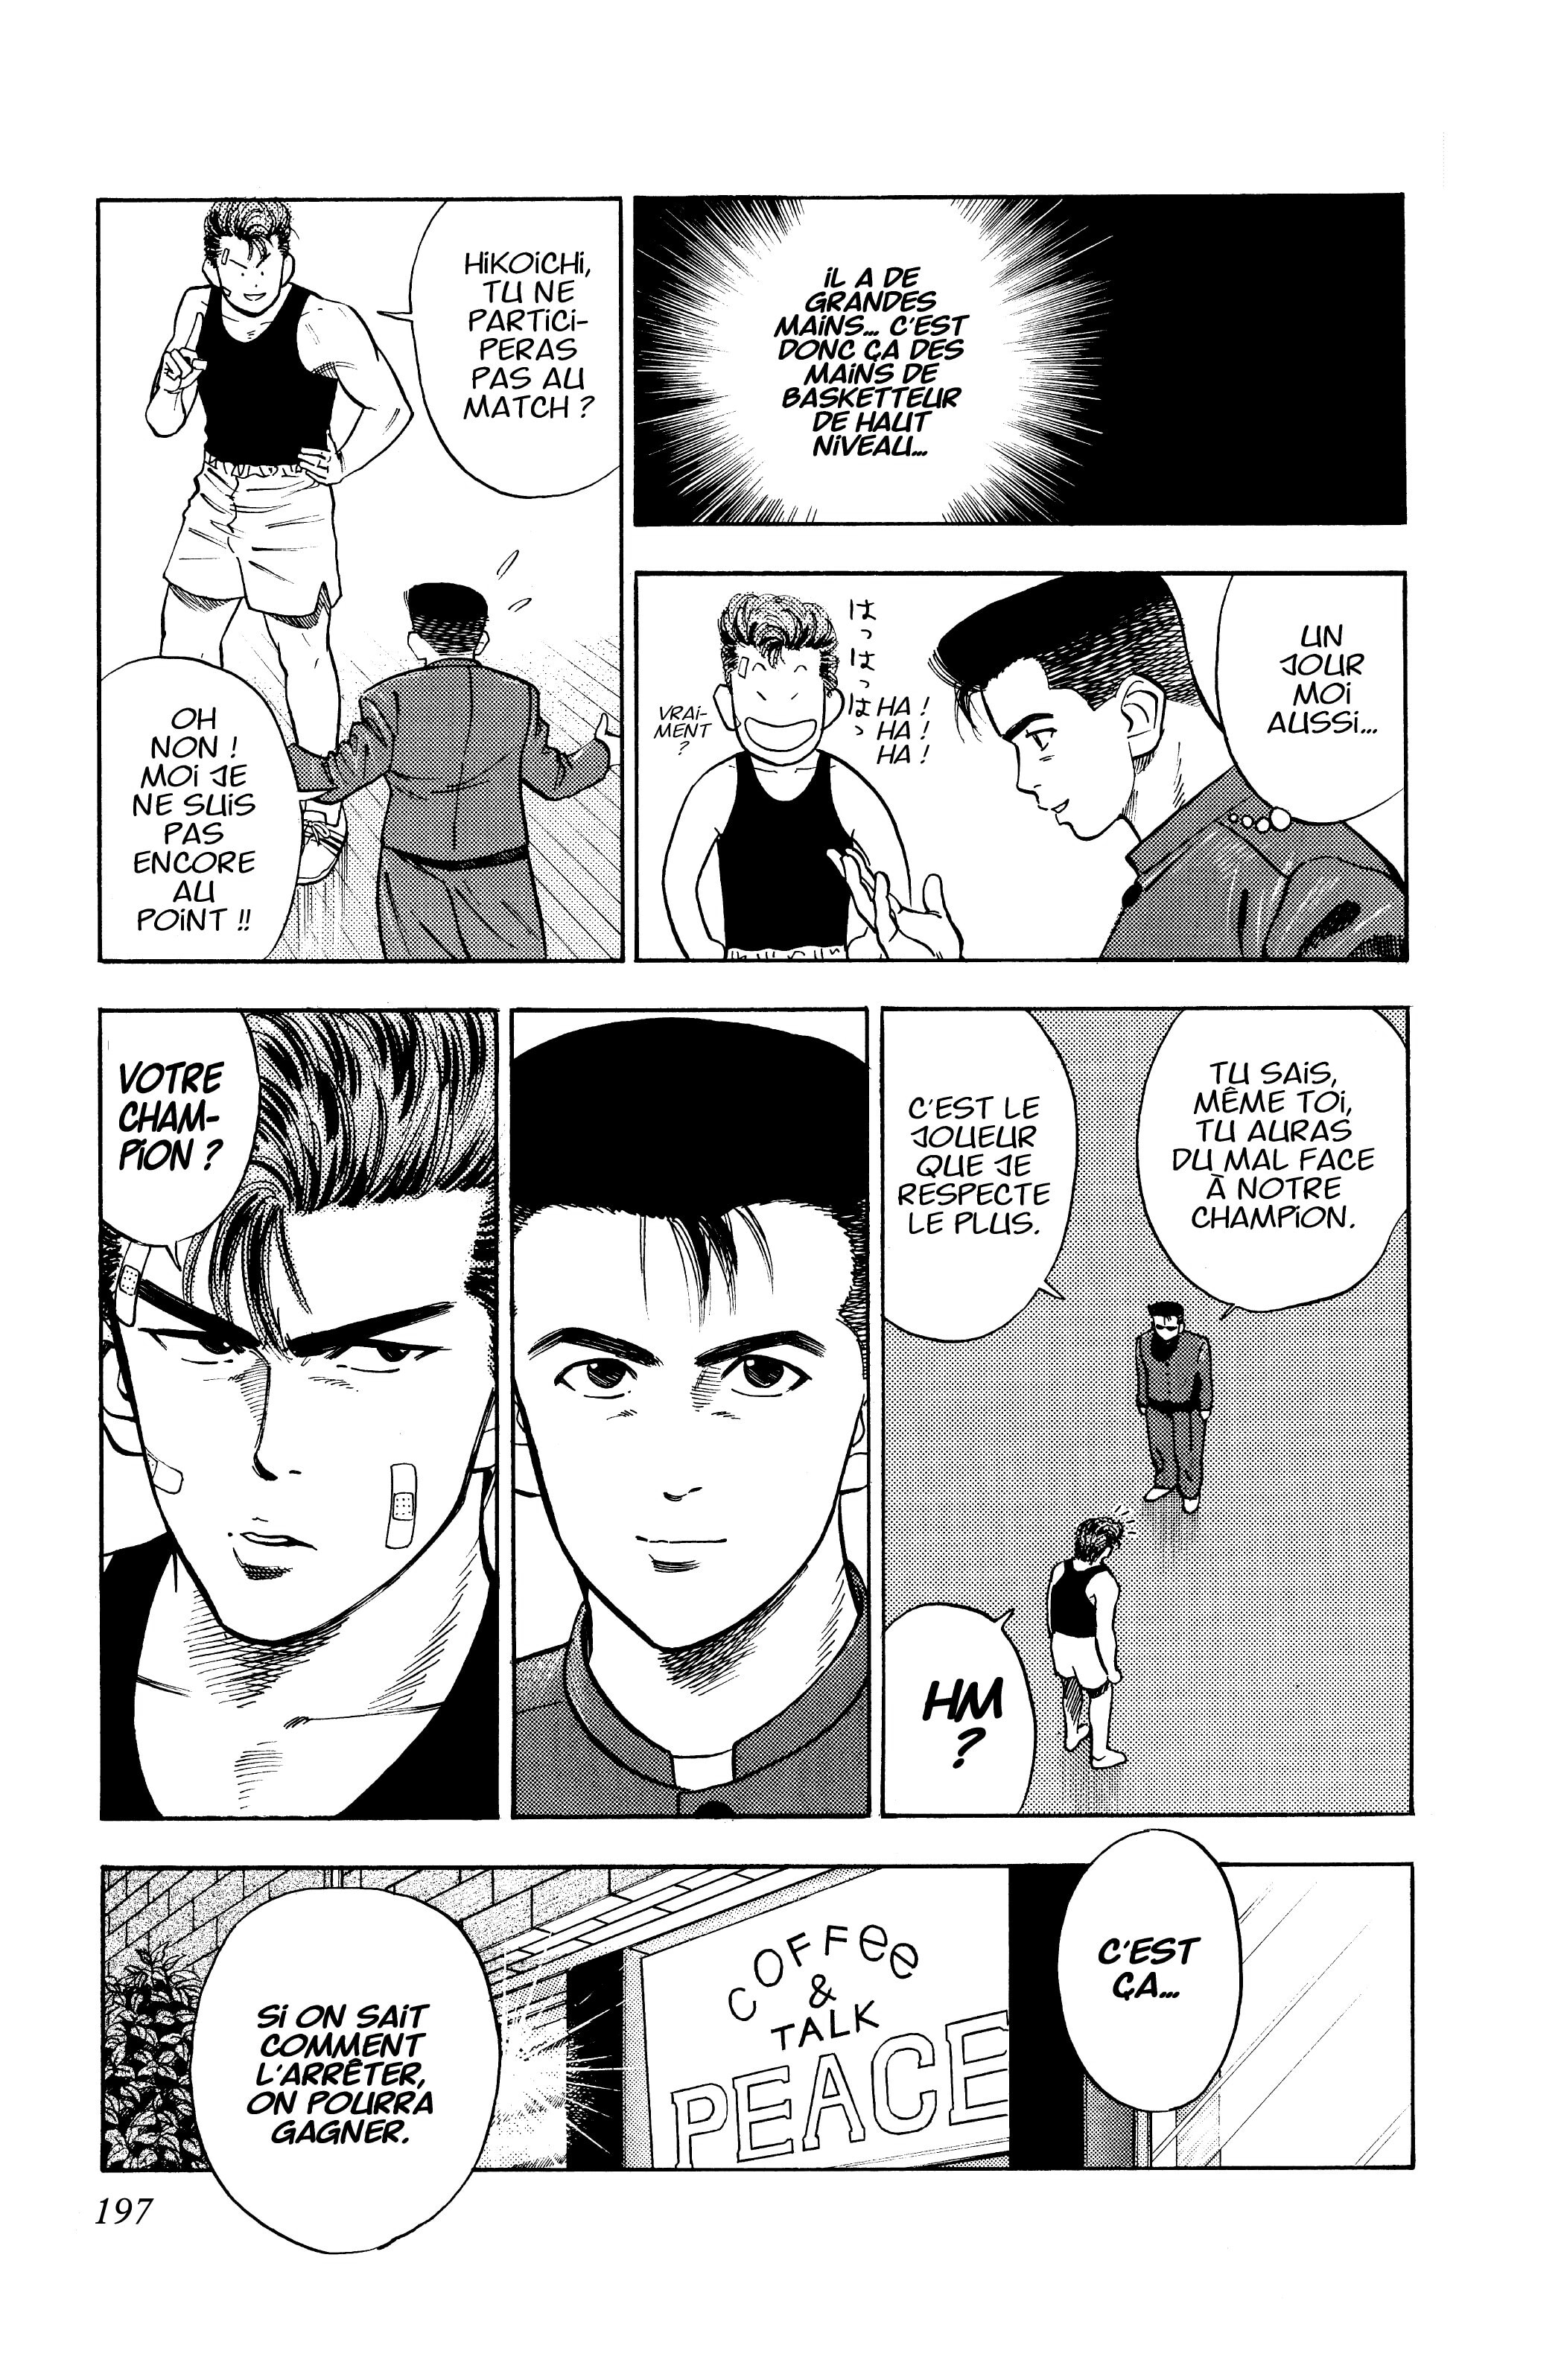 IL A DE
GRANDES
MAINS... C'EST
DONC ÇA DES
MAINS DE
BASKETTEUR
DE HAUT
NIVEAU...
HIKOICHI,
TU NE
PARTICI-
PERAS
PAS AU
MATCH ?
OH
NON !
MOI JE
NE SUIS
PAS
ENCORE
AU
POINT !!
UN
JOUR
MOI
AUSSI...
はっはっはっ
HA !
HA !
HA !
VRAI-
MENT
?
TU SAIS,
MÊME TOI,
TU AURAS
DU MAL FACE
À NOTRE
CHAMPION.
C'EST LE
JOUEUR
QUE JE
RESPECTE
LE PLUS.
HM
?
VOTRE
CHAM-
PION ?
C'EST
ÇA...
COFFee
&
TALK
PEACE
SI ON SAIT
COMMENT
L'ARRÊTER,
ON POURRA
GAGNER.
197